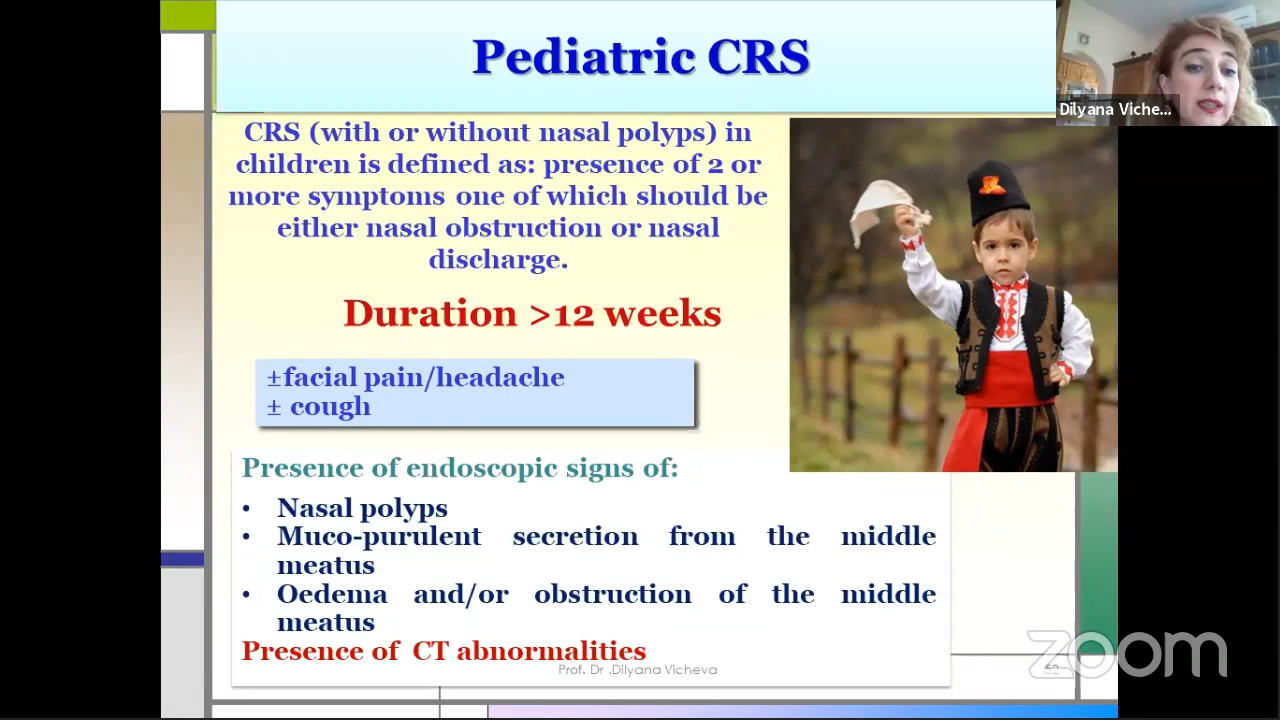 Pediatric CRS
Dilyana Viche...
CRS (with or without nasal polyps) in
children is defined as: presence of 2 or
more symptoms one of which should be
either nasal obstruction or nasal
discharge.
Duration >12 weeks
±facial pain/headache
± cough
Presence of endoscopic signs of:
• Nasal polyps
• Muco-purulent secretion from the middle
meatus
• Oedema and/or obstruction of the middle
meatus
Presence of CT abnormalities
Prof. Dr .Dilyana Vicheva
52
zoom